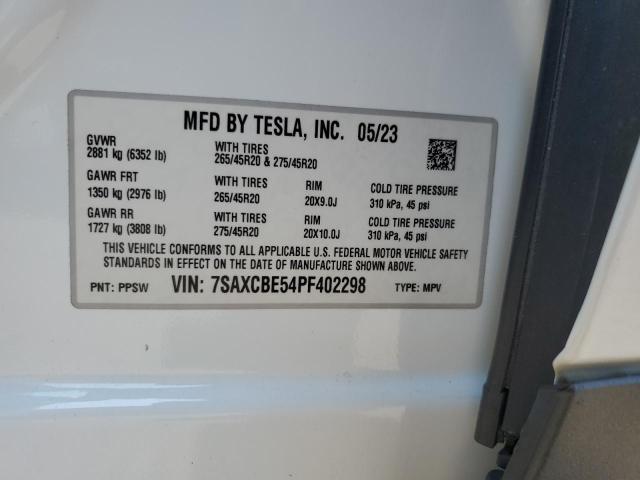 MFD BY TESLA, INC. 05/23
GVWR
2881 kg (6352 lb)
WITH TIRES
265/45R20 & 275/45R20
GAWR FRT
1350 kg (2976 lb)
WITH TIRES
265/45R20
RIM
20X9.0J
COLD TIRE PRESSURE
310 kPa, 45 psi
GAWR RR
1727 kg (3808 lb)
WITH TIRES
275/45R20
RIM
20X10.0J
COLD TIRE PRESSURE
310 kPa, 45 psi
THIS VEHICLE CONFORMS TO ALL APPLICABLE U.S. FEDERAL MOTOR VEHICLE SAFETY
STANDARDS IN EFFECT ON THE DATE OF MANUFACTURE SHOWN ABOVE.
PNT: PPSW VIN: 7SAXCBE54PF402298 TYPE: MPV